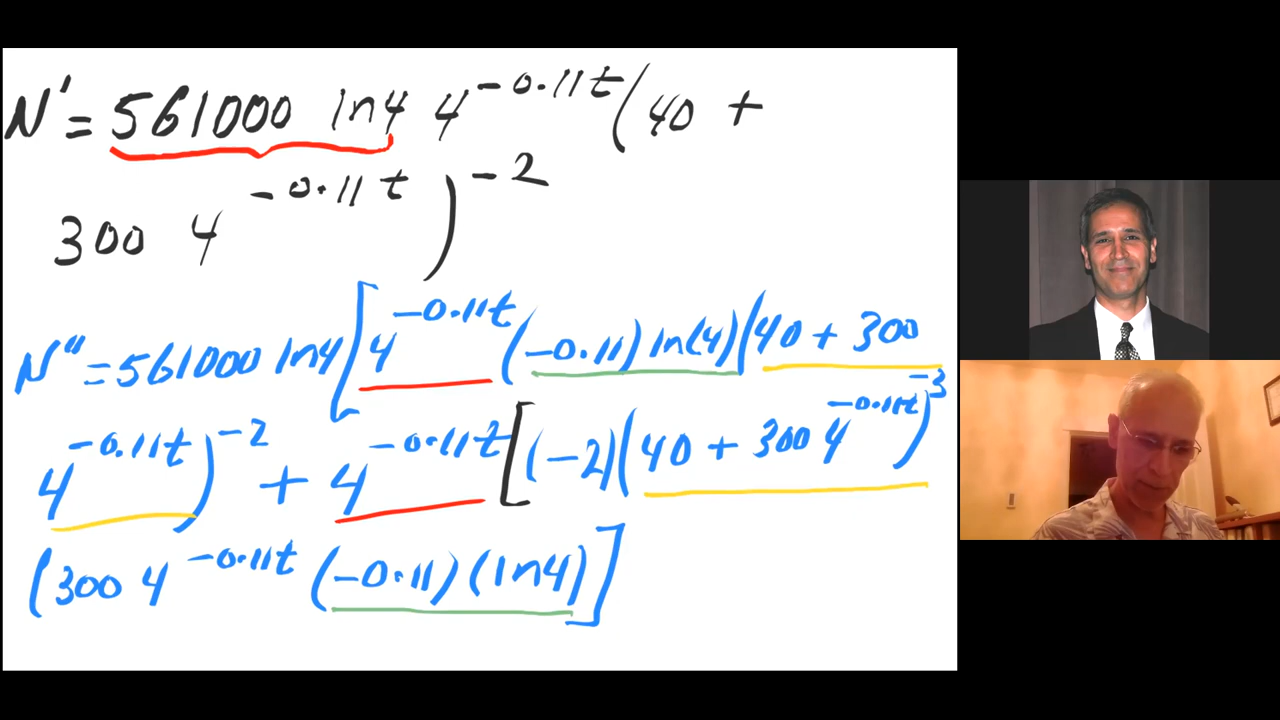 N' = 561000 ln4 4^{-0.11t} (40 +
300 4^{-0.11t})^{-2}
N'' = 561000 ln4 [4^{-0.11t} (-0.11) ln(4) (40 + 300
4^{-0.11t})^{-2} + 4^{-0.11t} [(-2)(40 + 300 4^{-0.11t})^{-3}
(300 4^{-0.11t} (-0.11)(ln4)]